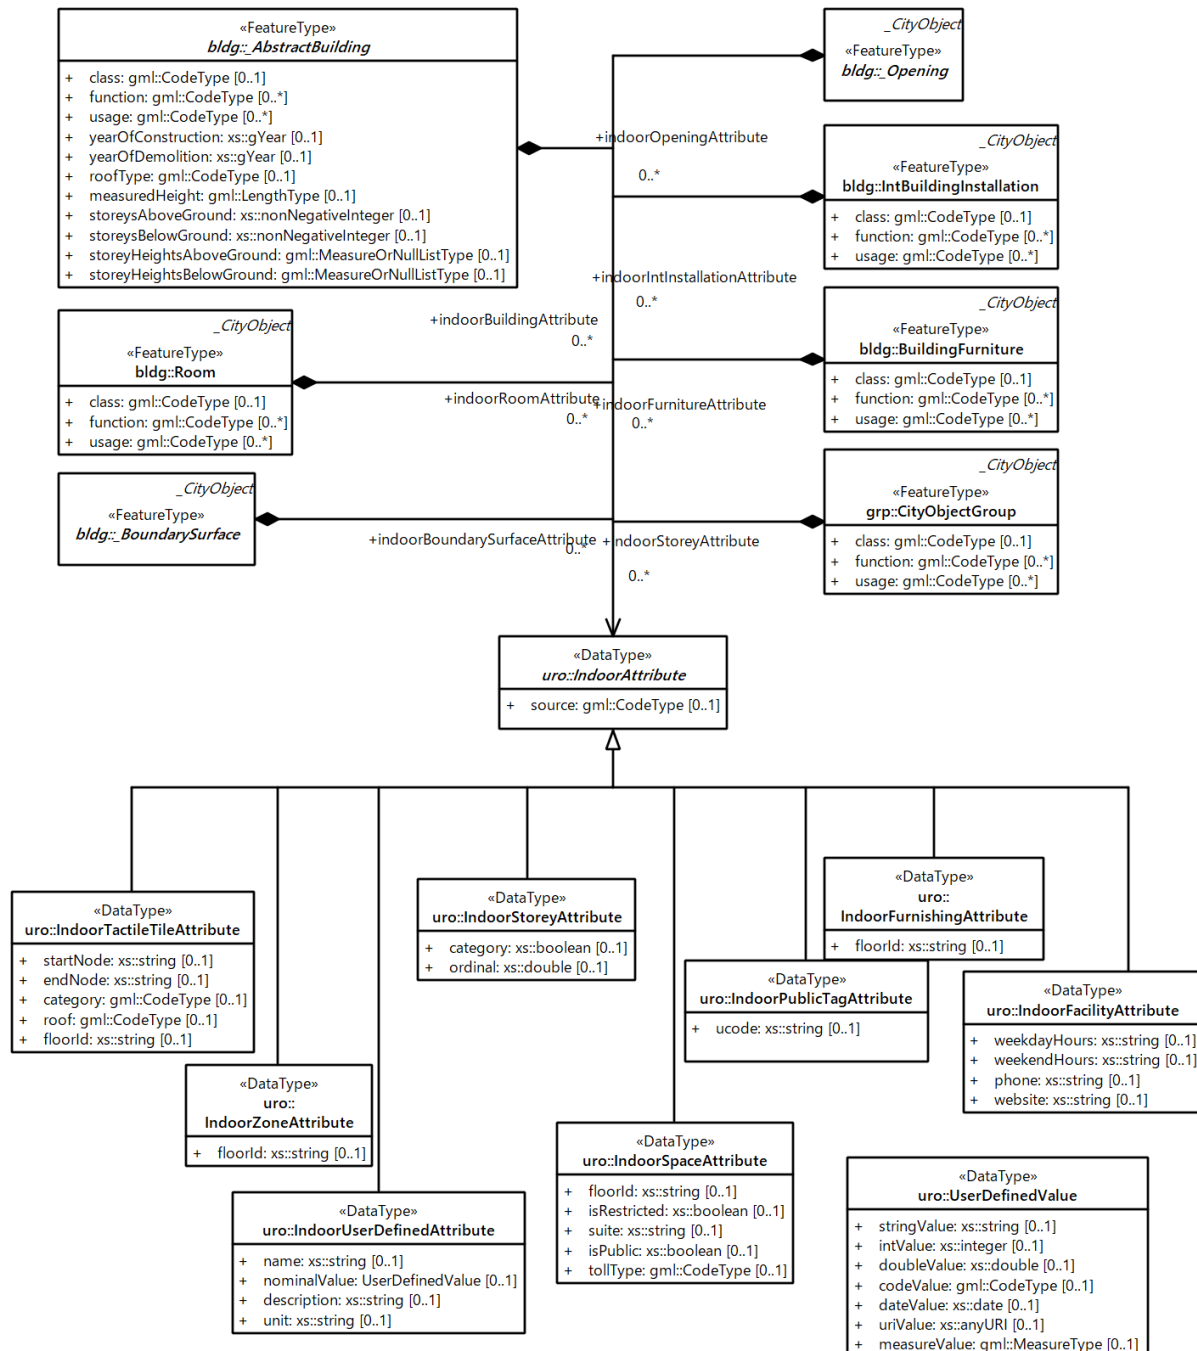 «FeatureType»
bldg::_AbstractBuilding
+ class: gml::CodeType [0..1]
+ function: gml::CodeType [0..*]
+ usage: gml::CodeType [0..*]
+ yearOfConstruction: xs::gYear [0..1]
+ yearOfDemolition: xs::gYear [0..1]
+ roofType: gml::CodeType [0..1]
+ measuredHeight: gml::LengthType [0..1]
+ storeysAboveGround: xs::nonNegativeInteger [0..1]
+ storeysBelowGround: xs::nonNegativeInteger [0..1]
+ storeyHeightsAboveGround: gml::MeasureOrNullListType [0..1]
+ storeyHeightsBelowGround: gml::MeasureOrNullListType [0..1]
_CityObject
«FeatureType»
bldg::_Opening
+indoorOpeningAttribute
0..*
_CityObject
«FeatureType»
bldg::IntBuildingInstallation
+ class: gml::CodeType [0..1]
+ function: gml::CodeType [0..*]
+ usage: gml::CodeType [0..*]
+indoorIntInstallationAttribute
0..*
+indoorBuildingAttribute
0..*
_CityObject
«FeatureType»
bldg::Room
+ class: gml::CodeType [0..1]
+ function: gml::CodeType [0..*]
+ usage: gml::CodeType [0..*]
+indoorRoomAttribute
0..*
_CityObject
«FeatureType»
bldg::BuildingFurniture
+ class: gml::CodeType [0..1]
+ function: gml::CodeType [0..*]
+ usage: gml::CodeType [0..*]
+indoorFurnitureAttribute
0..*
_CityObject
«FeatureType»
bldg::_BoundarySurface
+indoorBoundarySurfaceAttribute
0..*
_CityObject
«FeatureType»
grp::CityObjectGroup
+ class: gml::CodeType [0..1]
+ function: gml::CodeType [0..*]
+ usage: gml::CodeType [0..*]
+indoorStoreyAttribute
0..*
«DataType»
uro::IndoorAttribute
+ source: gml::CodeType [0..1]
«DataType»
uro::IndoorTactileTileAttribute
+ startNode: xs::string [0..1]
+ endNode: xs::string [0..1]
+ category: gml::CodeType [0..1]
+ roof: gml::CodeType [0..1]
+ floorId: xs::string [0..1]
«DataType»
uro::IndoorStoreyAttribute
+ category: xs::boolean [0..1]
+ ordinal: xs::double [0..1]
«DataType»
uro::
IndoorFurnishingAttribute
+ floorId: xs::string [0..1]
«DataType»
uro::IndoorPublicTagAttribute
+ ucode: xs::string [0..1]
«DataType»
uro::IndoorFacilityAttribute
+ weekdayHours: xs::string [0..1]
+ weekendHours: xs::string [0..1]
+ phone: xs::string [0..1]
+ website: xs::string [0..1]
«DataType»
uro::
IndoorZoneAttribute
+ floorId: xs::string [0..1]
«DataType»
uro::IndoorSpaceAttribute
+ floorId: xs::string [0..1]
+ isRestricted: xs::boolean [0..1]
+ suite: xs::string [0..1]
+ isPublic: xs::boolean [0..1]
+ tollType: gml::CodeType [0..1]
«DataType»
uro::IndoorUserDefinedAttribute
+ name: xs::string [0..1]
+ nominalValue: UserDefinedValue [0..1]
+ description: xs::string [0..1]
+ unit: xs::string [0..1]
«DataType»
uro::UserDefinedValue
+ stringValue: xs::string [0..1]
+ intValue: xs::integer [0..1]
+ doubleValue: xs::double [0..1]
+ codeValue: gml::CodeType [0..1]
+ dateValue: xs::date [0..1]
+ uriValue: xs::anyURI [0..1]
+ measureValue: gml::MeasureType [0..1]